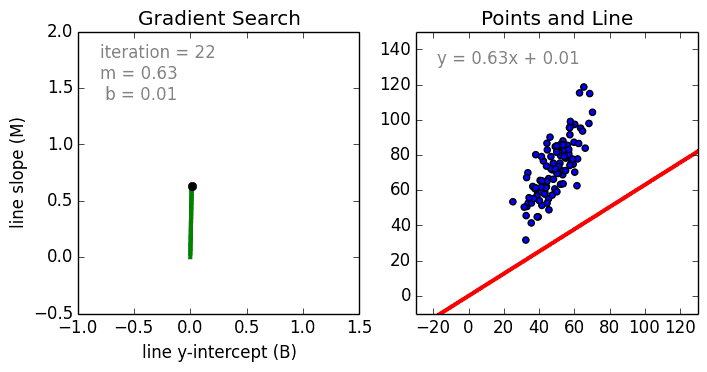 Gradient Search
2.0
1.5
1.0
0.5
0.0
−0.5
line slope (M)
iteration = 22
m = 0.63
b = 0.01
−1.0 −0.5 0.0 0.5 1.0 1.5
line y-intercept (B)
Points and Line
140
120
100
80
60
40
20
0
y = 0.63x + 0.01
−20 0 20 40 60 80 100 120